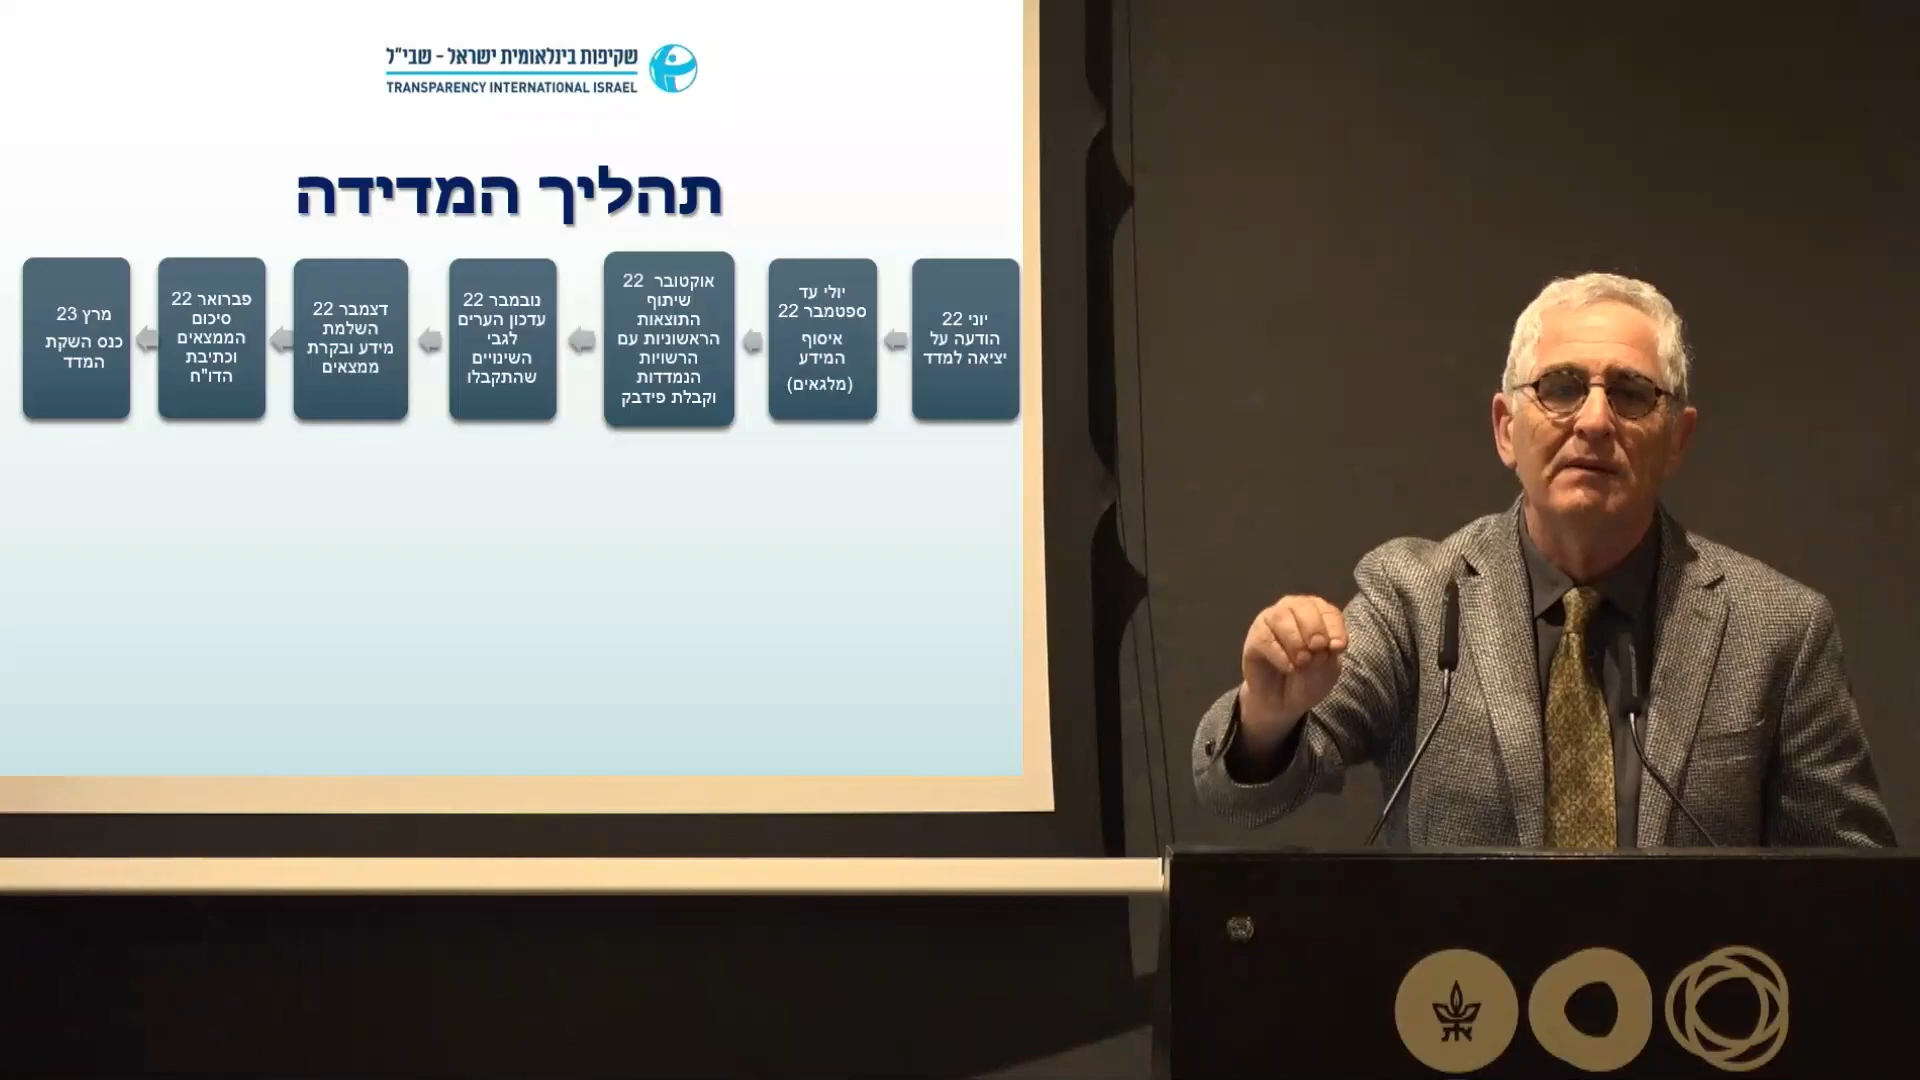 שקיפות בינלאומית ישראל - שבי"ל
TRANSPARENCY INTERNATIONAL ISRAEL
תהליך המדידה
יוני 22
הודעה על
יציאה למדד
יולי עד
ספטמבר 22
איסוף
המידע
(מלגאים)
אוקטובר 22
שיתוף
התוצאות
הראשוניות עם
הרשויות
הנמדדות
וקבלת פידבק
נובמבר 22
עדכון הערים
לגבי
השינויים
שהתקבלו
דצמבר 22
השלמת
מידע ובקרת
ממצאים
פברואר 22
סיכום
הממצאים
וכתיבת
הדו"ח
מרץ 23
כנס השקת
המדד